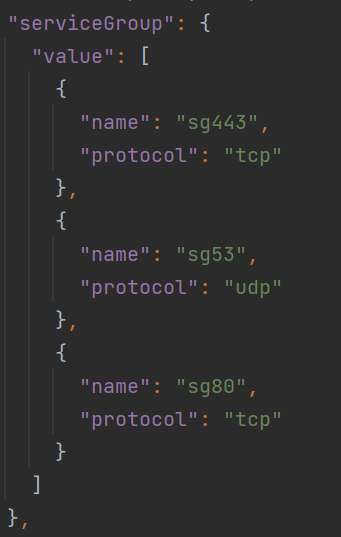 "serviceGroup": {
"value": [
{
"name": "sg443",
"protocol": "tcp"
},
{
"name": "sg53",
"protocol": "udp"
},
{
"name": "sg80",
"protocol": "tcp"
}
]
},